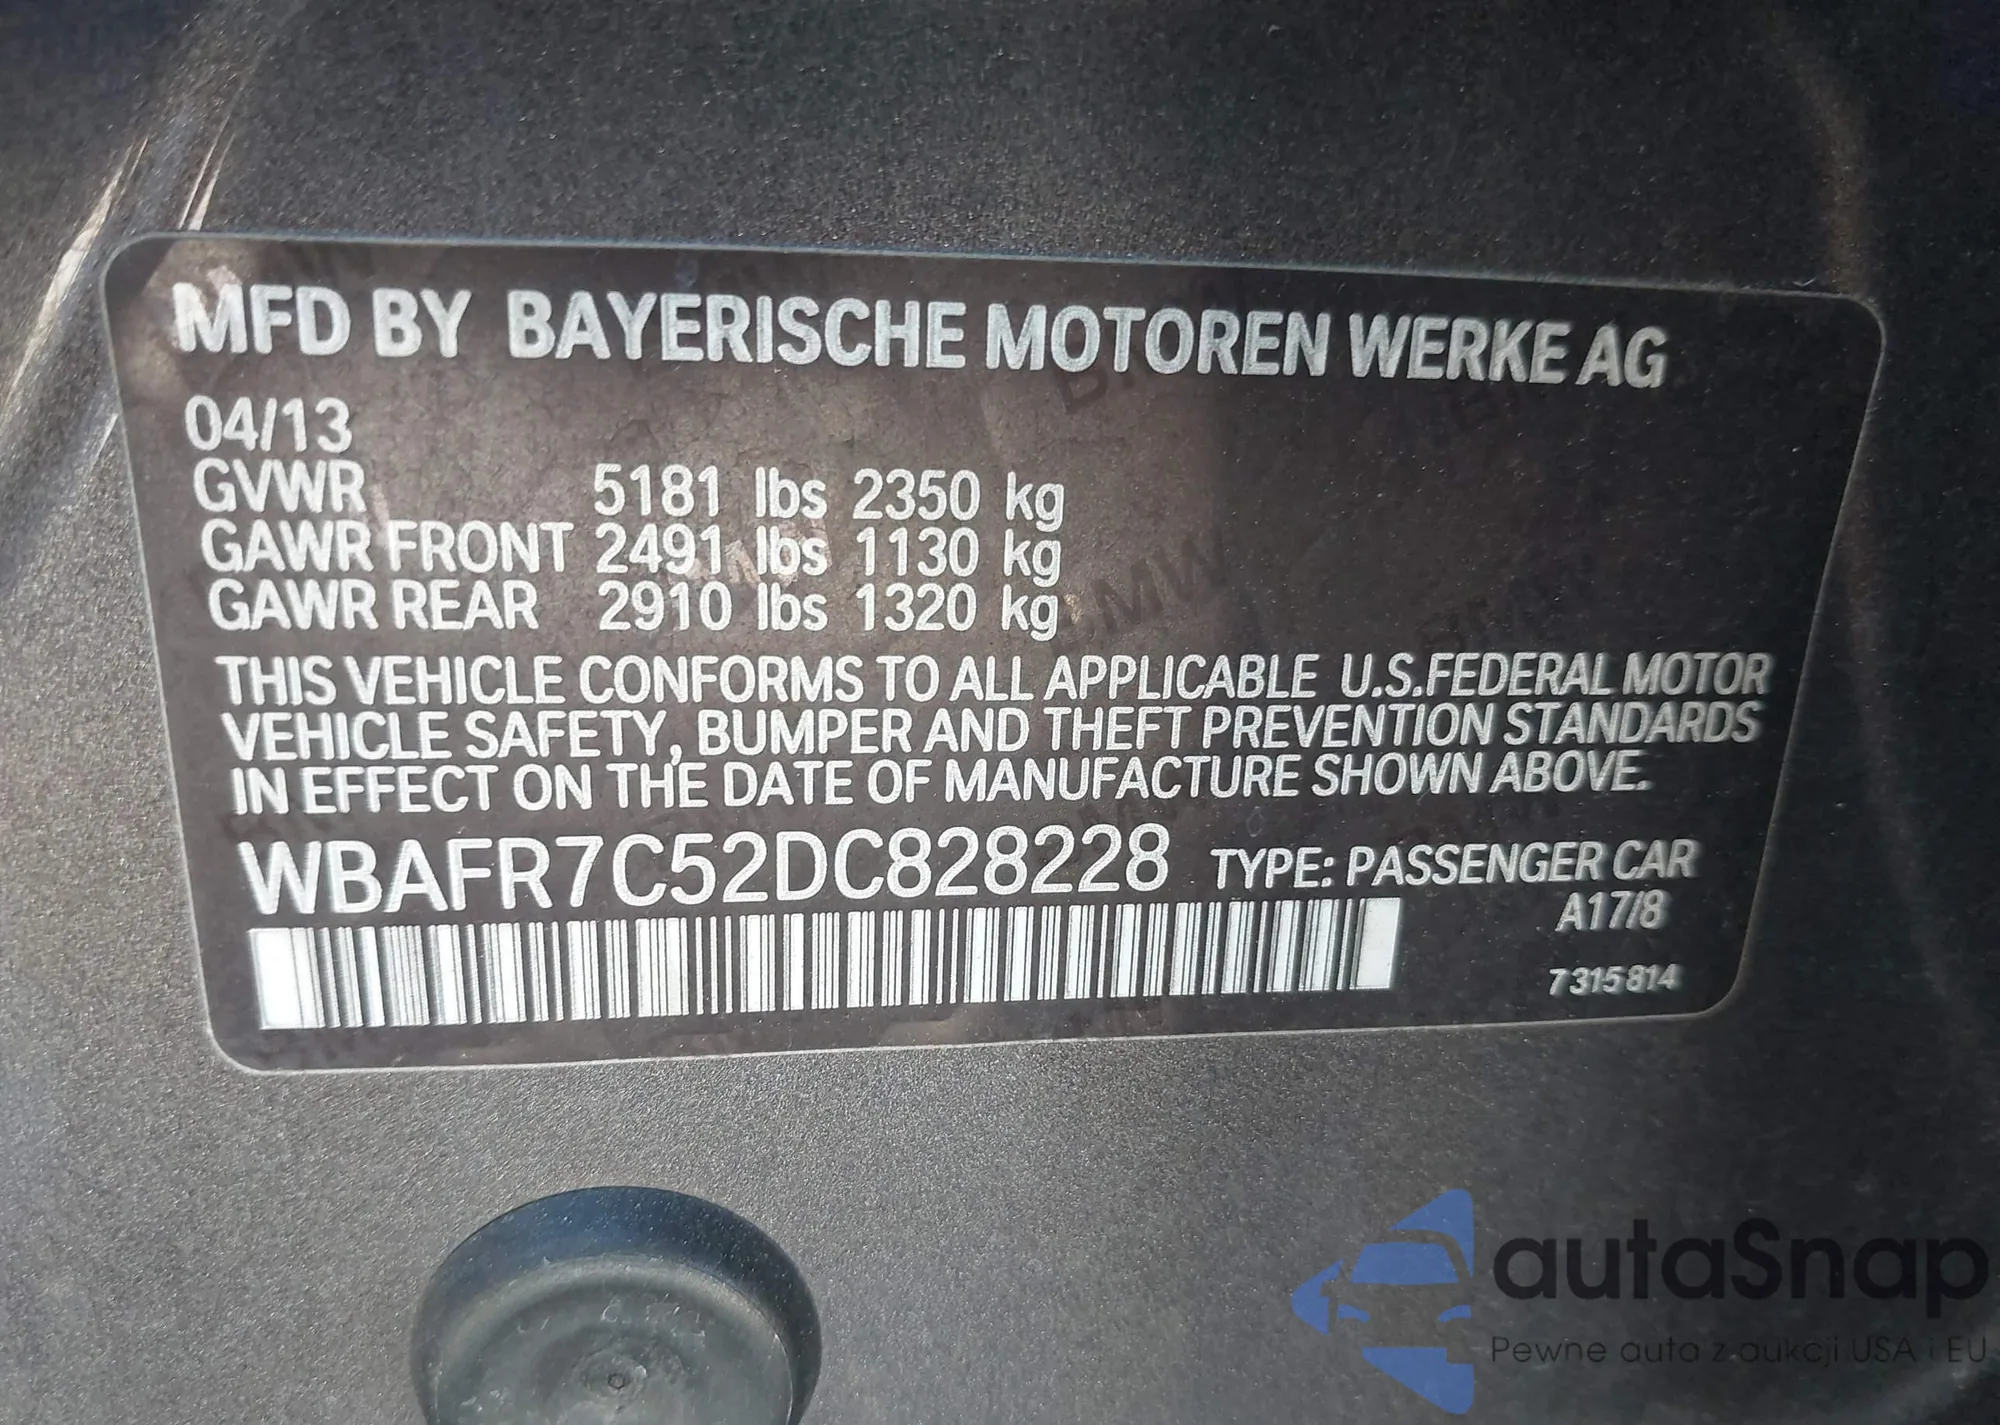 MFD BY BAYERISCHE MOTOREN WERKE AG
04/13
GVWR 5181 lbs 2350 kg
GAWR FRONT 2491 lbs 1130 kg
GAWR REAR 2910 lbs 1320 kg
THIS VEHICLE CONFORMS TO ALL APPLICABLE U.S.FEDERAL MOTOR
VEHICLE SAFETY, BUMPER AND THEFT PREVENTION STANDARDS
IN EFFECT ON THE DATE OF MANUFACTURE SHOWN ABOVE.
WBAFR7C52DC828228 TYPE: PASSENGER CAR
A17/8
7315814
autaSnap
Pewne auta z aukcji USA i EU